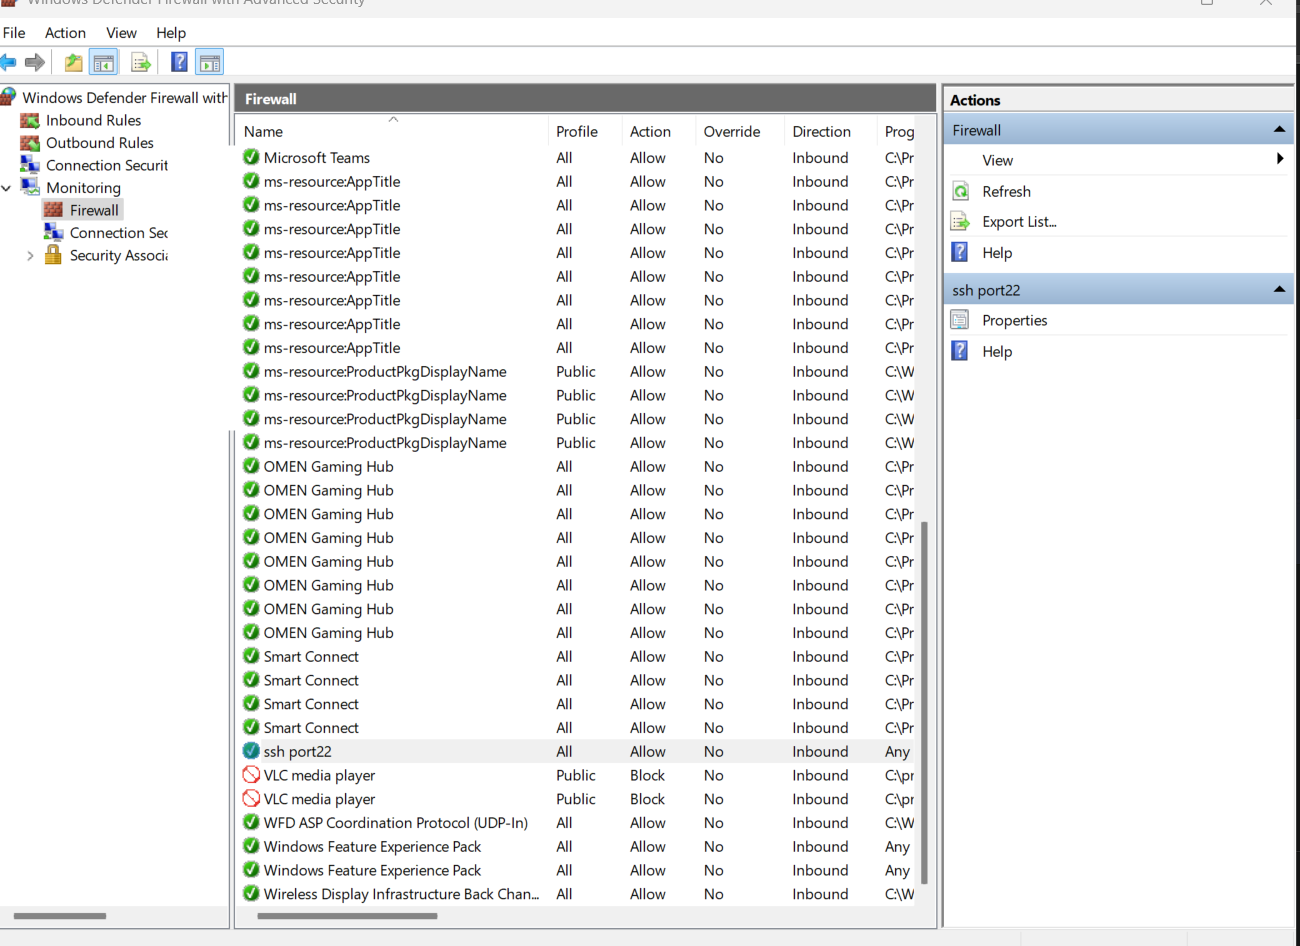 Windows Defender Firewall with Advanced Security
File Action View Help
Windows Defender Firewall with
Inbound Rules
Outbound Rules
Connection Securit
Monitoring
Firewall
Connection Sec
Security Associa
Firewall
Name Profile Action Override Direction Prog
Microsoft Teams All Allow No Inbound C:\Pr
ms-resource:AppTitle All Allow No Inbound C:\Pr
ms-resource:AppTitle All Allow No Inbound C:\Pr
ms-resource:AppTitle All Allow No Inbound C:\Pr
ms-resource:AppTitle All Allow No Inbound C:\Pr
ms-resource:AppTitle All Allow No Inbound C:\Pr
ms-resource:AppTitle All Allow No Inbound C:\Pr
ms-resource:AppTitle All Allow No Inbound C:\Pr
ms-resource:AppTitle All Allow No Inbound C:\Pr
ms-resource:ProductPkgDisplayName Public Allow No Inbound C:\W
ms-resource:ProductPkgDisplayName Public Allow No Inbound C:\W
ms-resource:ProductPkgDisplayName Public Allow No Inbound C:\W
ms-resource:ProductPkgDisplayName Public Allow No Inbound C:\W
OMEN Gaming Hub All Allow No Inbound C:\Pr
OMEN Gaming Hub All Allow No Inbound C:\Pr
OMEN Gaming Hub All Allow No Inbound C:\Pr
OMEN Gaming Hub All Allow No Inbound C:\Pr
OMEN Gaming Hub All Allow No Inbound C:\Pr
OMEN Gaming Hub All Allow No Inbound C:\Pr
OMEN Gaming Hub All Allow No Inbound C:\Pr
OMEN Gaming Hub All Allow No Inbound C:\Pr
Smart Connect All Allow No Inbound C:\Pr
Smart Connect All Allow No Inbound C:\Pr
Smart Connect All Allow No Inbound C:\Pr
Smart Connect All Allow No Inbound C:\Pr
ssh port22 All Allow No Inbound Any
VLC media player Public Block No Inbound C:\pr
VLC media player Public Block No Inbound C:\pr
WFD ASP Coordination Protocol (UDP-In) All Allow No Inbound C:\W
Windows Feature Experience Pack All Allow No Inbound Any
Windows Feature Experience Pack All Allow No Inbound Any
Wireless Display Infrastructure Back Chan... All Allow No Inbound C:\W
Actions
Firewall
View
Refresh
Export List...
Help
ssh port22
Properties
Help